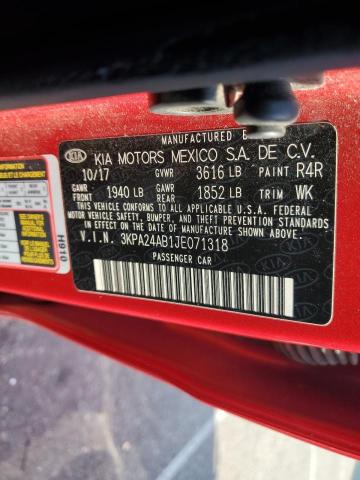 MANUFACTURED B
KIA KIA MOTORS MEXICO S.A. DE C.V.
10/17 GVWR 3616 LB PAINT R4R
GAWR FRONT 1940 LB GAWR REAR 1852 LB TRIM WK
THIS VEHICLE CONFORMS TO ALL APPLICABLE U.S.A. FEDERAL
MOTOR VEHICLE SAFETY, BUMPER, AND THEFT PREVENTION
STANDARDS IN EFFECT ON THE DATE OF MANUFACTURE SHOWN ABOVE.
V.I.N. 3KPA24AB1JE071318
PASSENGER CAR
H910